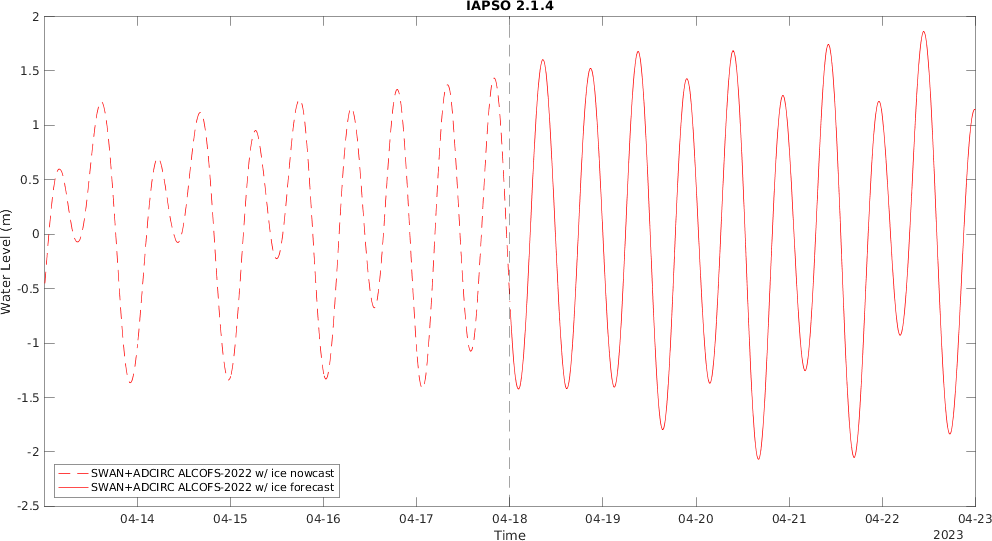 IAPSO 2.1.4
Water Level (m)
2
1.5
1
0.5
0
-0.5
-1
-1.5
-2
-2.5
SWAN+ADCIRC ALCOFS-2022 w/ ice nowcast
SWAN+ADCIRC ALCOFS-2022 w/ ice forecast
04-14 04-15 04-16 04-17 04-18 04-19 04-20 04-21 04-22 04-23
Time
2023